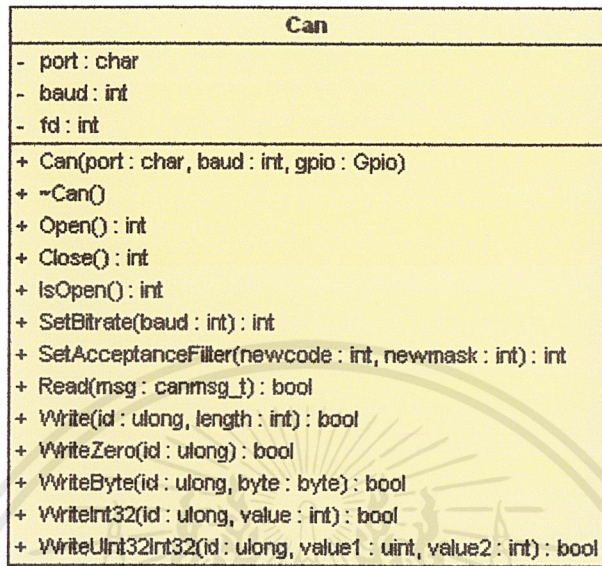 Can
- port : char
- baud : int
- fd : int
+ Can(port : char, baud : int, gpio : Gpio)
+ ~Can()
+ Open() : int
+ Close() : int
+ IsOpen() : int
+ SetBitrate(baud : int) : int
+ SetAcceptanceFilter(newcode : int, newmask : int) : int
+ Read(msg : canmsg_t) : bool
+ Write(id : ulong, length : int) : bool
+ WriteZero(id : ulong) : bool
+ WriteByte(id : ulong, byte : byte) : bool
+ WriteInt32(id : ulong, value : int) : bool
+ WriteUInt32Int32(id : ulong, value1 : uint, value2 : int) : bool